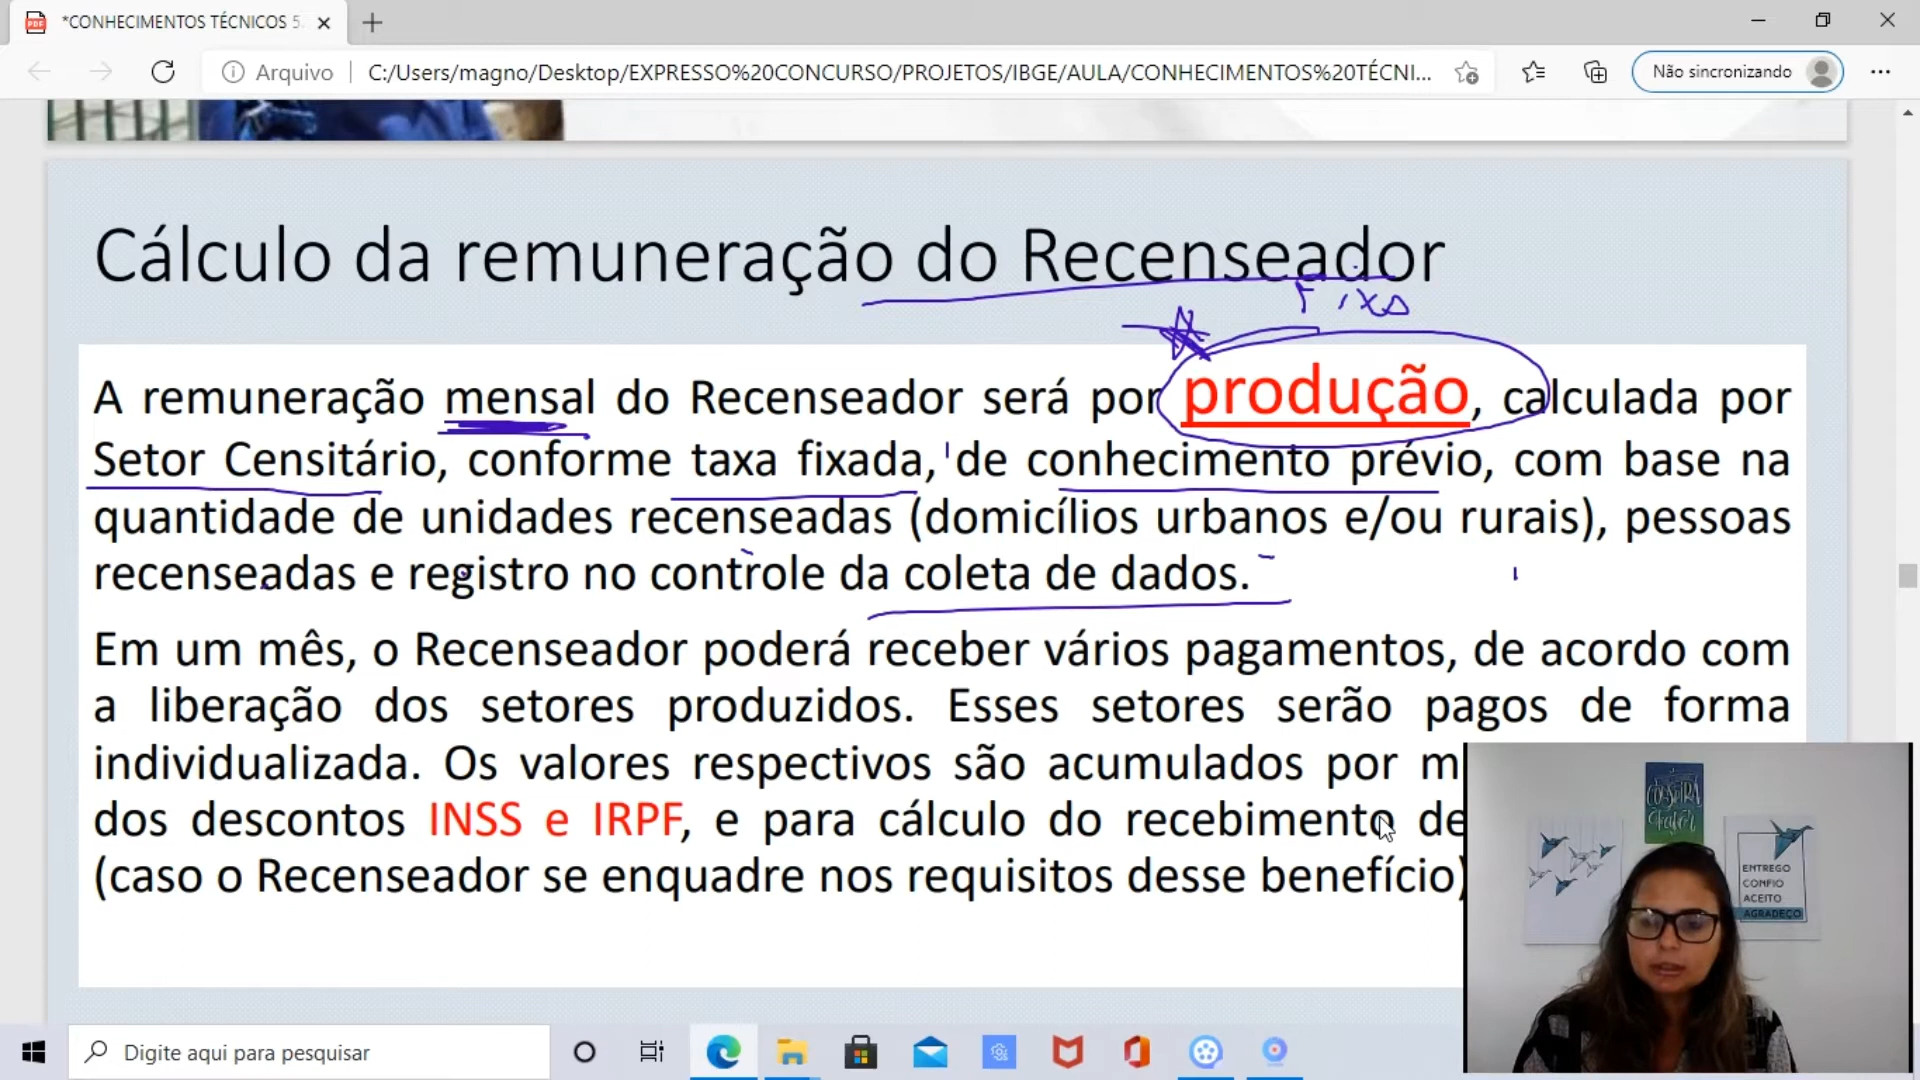 *CONHECIMENTOS TÉCNICOS 5.
Arquivo
C:/Users/magno/Desktop/EXPRESSO%20CONCURSO/PROJETOS/IBGE/AULA/CONHECIMENTOS%20TÉCNI...
Não sincronizando
Cálculo da remuneração do Recenseador
Fixo
A remuneração mensal do Recenseador será por produção, calculada por
Setor Censitário, conforme taxa fixada, de conhecimento prévio, com base na
quantidade de unidades recenseadas (domicílios urbanos e/ou rurais), pessoas
recenseadas e registro no controle da coleta de dados.
Em um mês, o Recenseador poderá receber vários pagamentos, de acordo com
a liberação dos setores produzidos. Esses setores serão pagos de forma
individualizada. Os valores respectivos são acumulados por m
dos descontos INSS e IRPF, e para cálculo do recebimento de
(caso o Recenseador se enquadre nos requisitos desse benefício)
ENTREGO
CONFIO
ACEITO
AGRADEÇO
Digite aqui para pesquisar